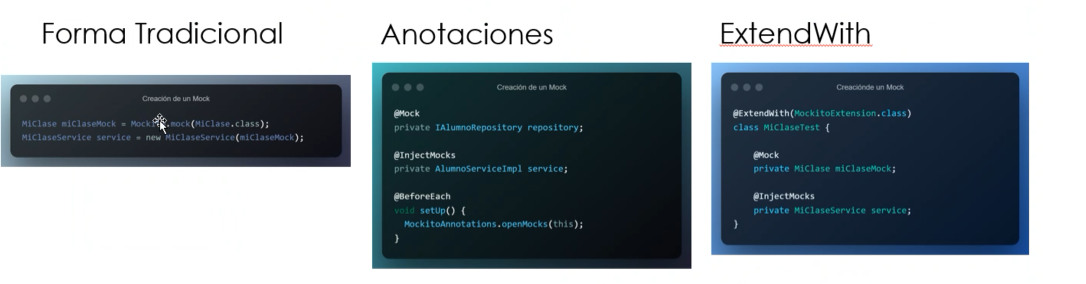 Forma Tradicional
Creación de un Mock
MiClase miClaseMock = Mockito.mock(MiClase.class);
MiClaseService service = new MiClaseService(miClaseMock);
Anotaciones
Creación de un Mock
@Mock
private IAlumnoRepository repository;
@InjectMocks
private AlumnoServiceImpl service;
@BeforeEach
void setUp() {
MockitoAnnotations.openMocks(this);
}
ExtendWith
Creaciónde un Mock
@ExtendWith(MockitoExtension.class)
class MiClaseTest {
@Mock
private MiClase miClaseMock;
@InjectMocks
private MiClaseService service;
}